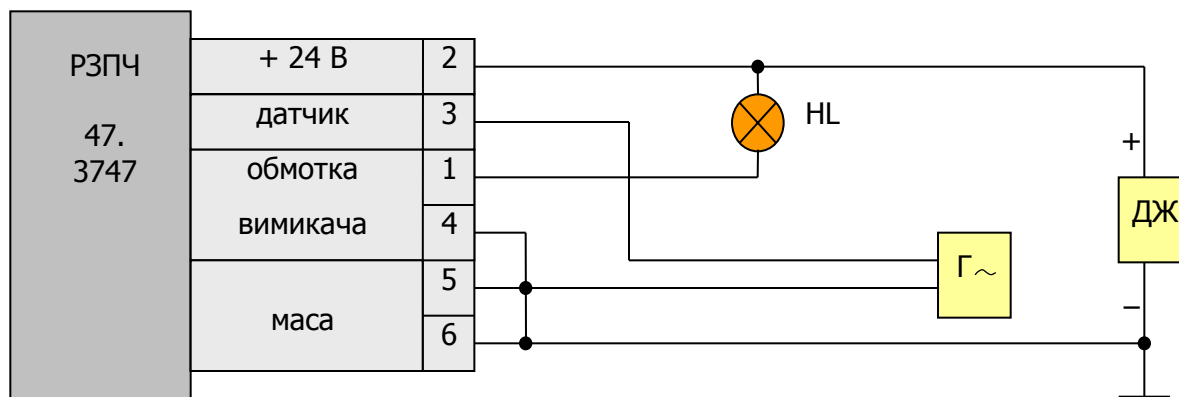 РЗПЧ
47.
3747
+ 24 В
2
датчик
3
обмотка
1
вимикача
4
маса
5
6
HL
+
ДЖ
−
Г ~